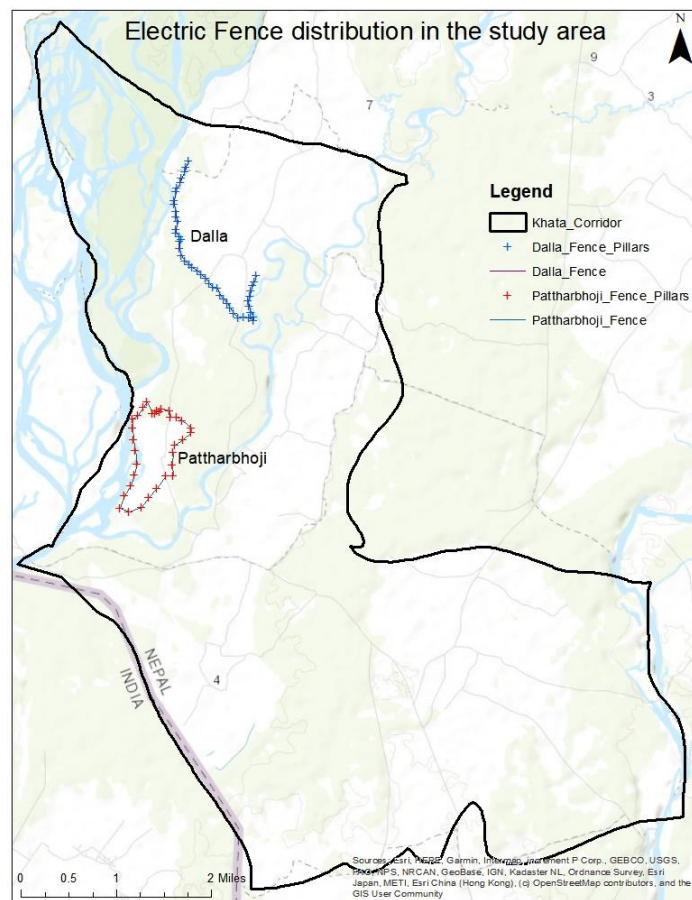 Electric Fence distribution in the study area
N
9
3
7
Legend
Khata_Corridor
Dalla_Fence_Pillars
Dalla_Fence
Pattharbhoji_Fence_Pillars
Pattharbhoji_Fence
Dalla
Pattharbhoji
NEPAL
INDIA
4
0 0.5 1 2 Miles
Sources: Esri, HERE, Garmin, Intermap, increment P Corp., GEBCO, USGS,
FAO, NPS, NRCAN, GeoBase, IGN, Kadaster NL, Ordnance Survey, Esri
Japan, METI, Esri China (Hong Kong), (c) OpenStreetMap contributors, and the
GIS User Community